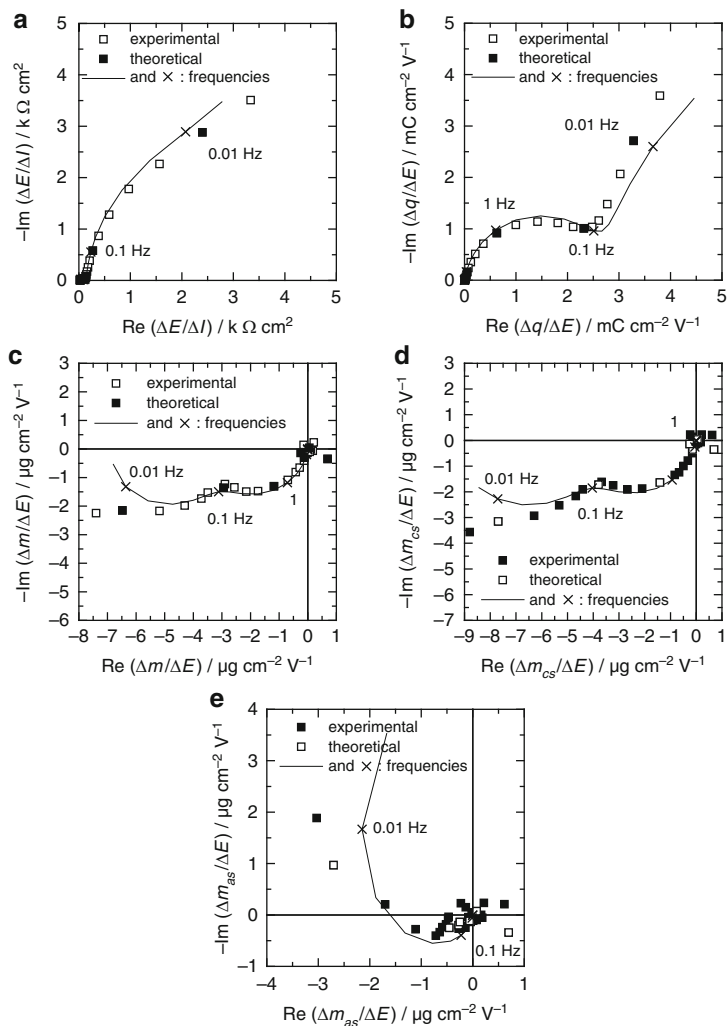 a
experimental
theoretical
and × : frequencies
0.01 Hz
0.1 Hz
–Im (ΔE/ΔI) / k Ω cm²
5
4
3
2
1
0
0 1 2 3 4 5
Re (ΔE/ΔI) / k Ω cm²
b
experimental
theoretical
and × : frequencies
0.01 Hz
1 Hz
0.1 Hz
–Im (Δq/ΔE) / mC cm⁻² V⁻¹
5
4
3
2
1
0
0 1 2 3 4 5
Re (Δq/ΔE) / mC cm⁻² V⁻¹
c
experimental
theoretical
and × : frequencies
0.01 Hz
0.1 Hz
1
–Im (Δm/ΔE) / µg cm⁻² V⁻¹
3
2
1
0
–1
–2
–3
–4
–5
–6
–8 –7 –6 –5 –4 –3 –2 –1 0 1
Re (Δm/ΔE) / µg cm⁻² V⁻¹
d
1
0.01 Hz
0.1 Hz
experimental
theoretical
and × : frequencies
–Im (Δmcs/ΔE) / µg cm⁻² V⁻¹
3
2
1
0
–1
–2
–3
–4
–5
–6
–7
–9 –8 –7 –6 –5 –4 –3 –2 –1 0 1
Re (Δmcs/ΔE) / µg cm⁻² V⁻¹
e
experimental
theoretical
and × : frequencies
0.01 Hz
0.1 Hz
–Im (Δmas/ΔE) / µg cm⁻² V⁻¹
4
3
2
1
0
–1
–4 –3 –2 –1 0 1
Re (Δmas/ΔE) / µg cm⁻² V⁻¹